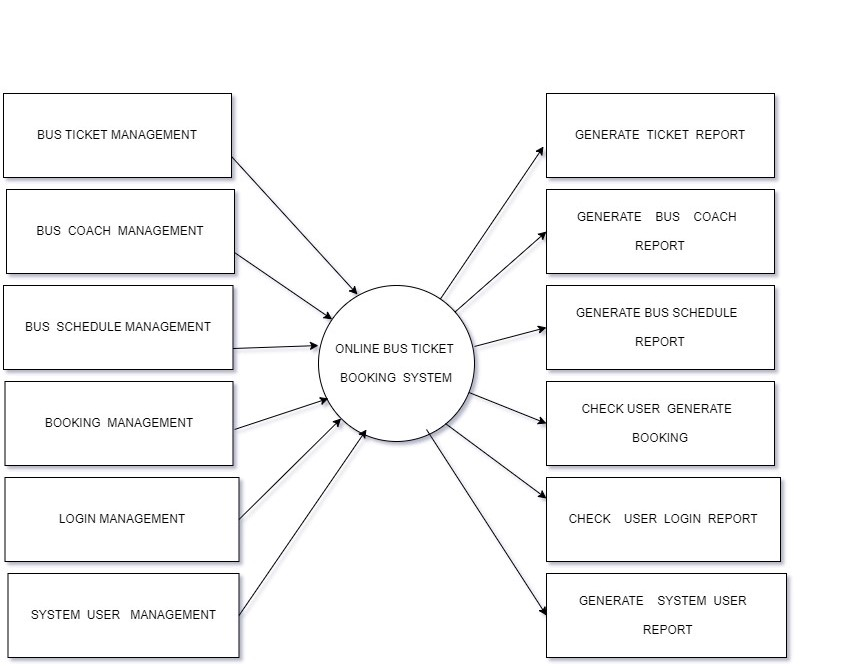 BUS TICKET MANAGEMENT
BUS COACH MANAGEMENT
BUS SCHEDULE MANAGEMENT
BOOKING MANAGEMENT
LOGIN MANAGEMENT
SYSTEM USER MANAGEMENT
ONLINE BUS TICKET
BOOKING SYSTEM
GENERATE TICKET REPORT
GENERATE BUS COACH
REPORT
GENERATE BUS SCHEDULE
REPORT
CHECK USER GENERATE
BOOKING
CHECK USER LOGIN REPORT
GENERATE SYSTEM USER
REPORT